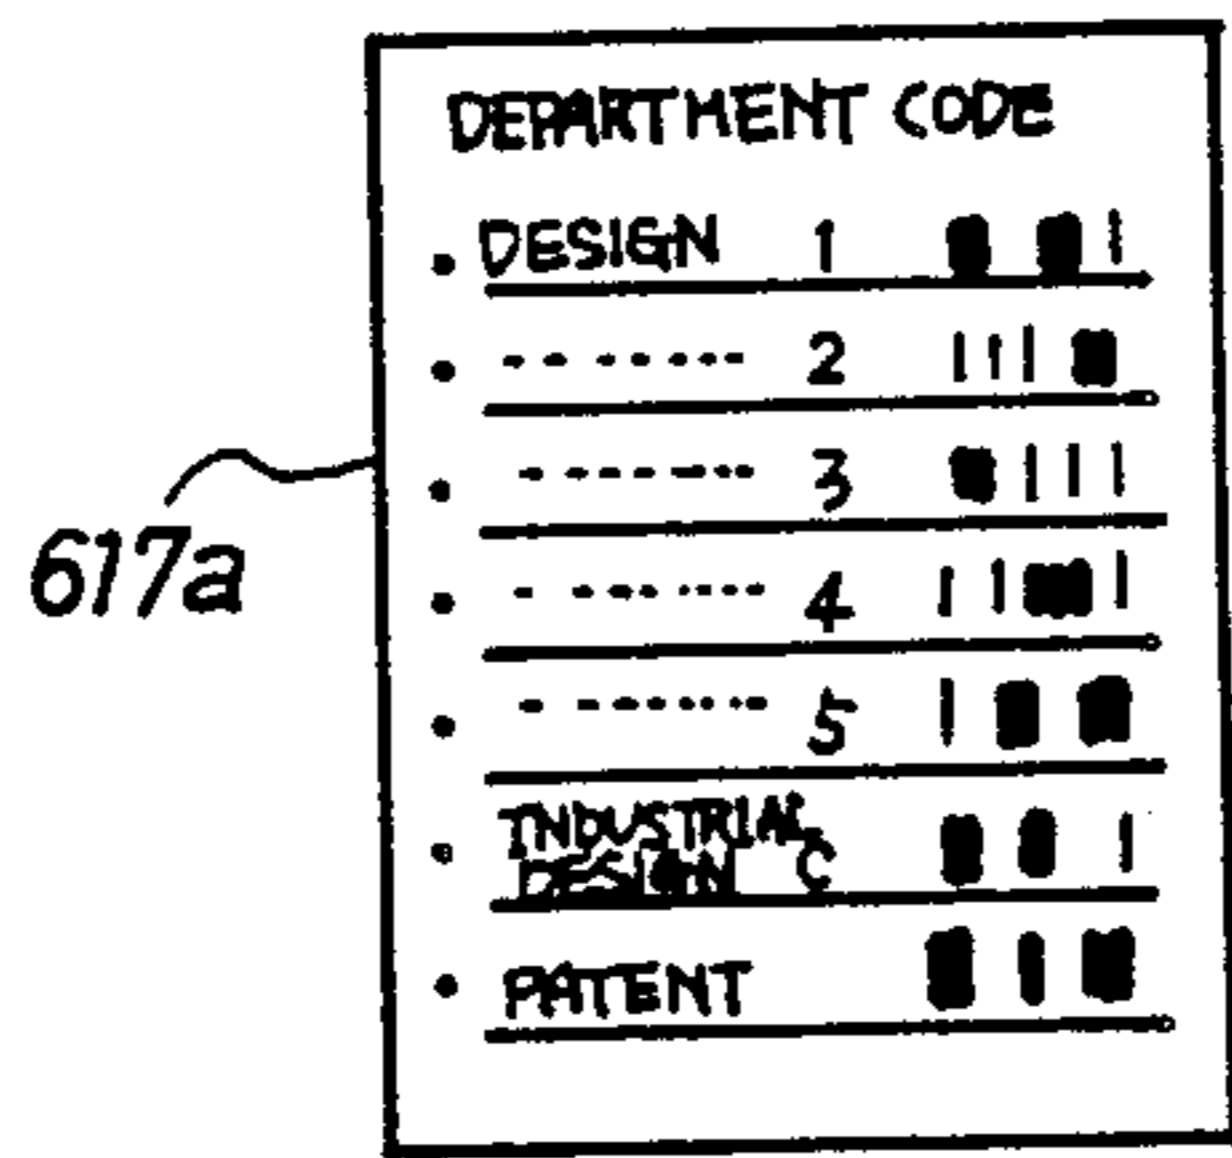 DEPARTMENT CODE
• DESIGN 1
• -- ------ 2
• ---- ---- 3
• - --- ----- 4
• - -------- 5
• INDUSTRIAL
DESIGN C
• PATENT
617a